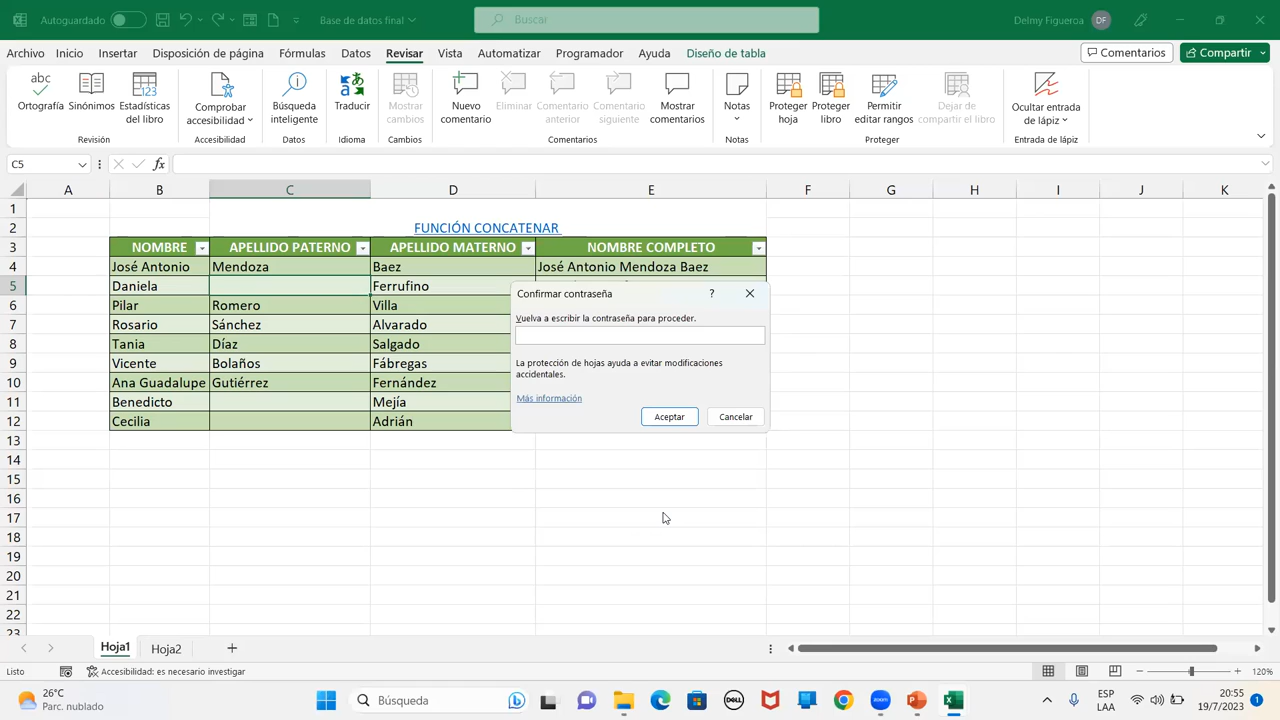 Autoguardado
Base de datos final
Buscar
Delmy Figueroa
DF
Archivo Inicio Insertar Disposición de página Fórmulas Datos Revisar Vista Automatizar Programador Ayuda Diseño de tabla
Comentarios
Compartir
abc
Ortografía
Sinónimos
123
Estadísticas
del libro
Revisión
Comprobar
accesibilidad
Accesibilidad
Búsqueda
inteligente
Datos
Traducir
Idioma
Mostrar
Cambios
Cambios
Nuevo
comentario
Eliminar
Comentario
anterior
Comentario
siguiente
Mostrar
comentarios
Comentarios
Notas
Notas
Proteger
hoja
Proteger
libro
Permitir
editar rangos
Dejar de
compartir el libro
Proteger
Ocultar entrada
de lápiz
Entrada de lápiz
C5
fx
A B C D E F G H I J K
1
2 FUNCIÓN CONCATENAR
3 NOMBRE APELLIDO PATERNO APELLIDO MATERNO NOMBRE COMPLETO
4 José Antonio Mendoza Baez José Antonio Mendoza Baez
5 Daniela Ferrufino
6 Pilar Romero Villa
7 Rosario Sánchez Alvarado
8 Tania Díaz Salgado
9 Vicente Bolaños Fábregas
10 Ana Guadalupe Gutiérrez Fernández
11 Benedicto Mejía
12 Cecilia Adrián
13
14
15
16
17
18
19
20
21
22
23
Confirmar contraseña
?
Vuelva a escribir la contraseña para proceder.
La protección de hojas ayuda a evitar modificaciones
accidentales.
Más información
Aceptar Cancelar
Hoja1 Hoja2
Listo
Accesibilidad: es necesario investigar
120%
26°C
Parc. nublado
Búsqueda
DELL
zoom
ESP
LAA
20:55
19/7/2023
1